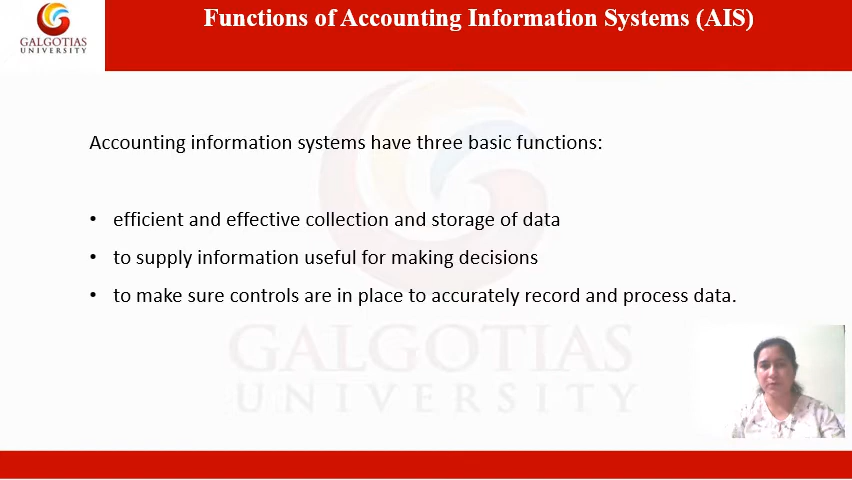 Functions of Accounting Information Systems (AIS)
GALGOTIAS
UNIVERSITY
Accounting information systems have three basic functions:
• efficient and effective collection and storage of data
• to supply information useful for making decisions
• to make sure controls are in place to accurately record and process data.
GALGOTIAS
UNIVERSITY